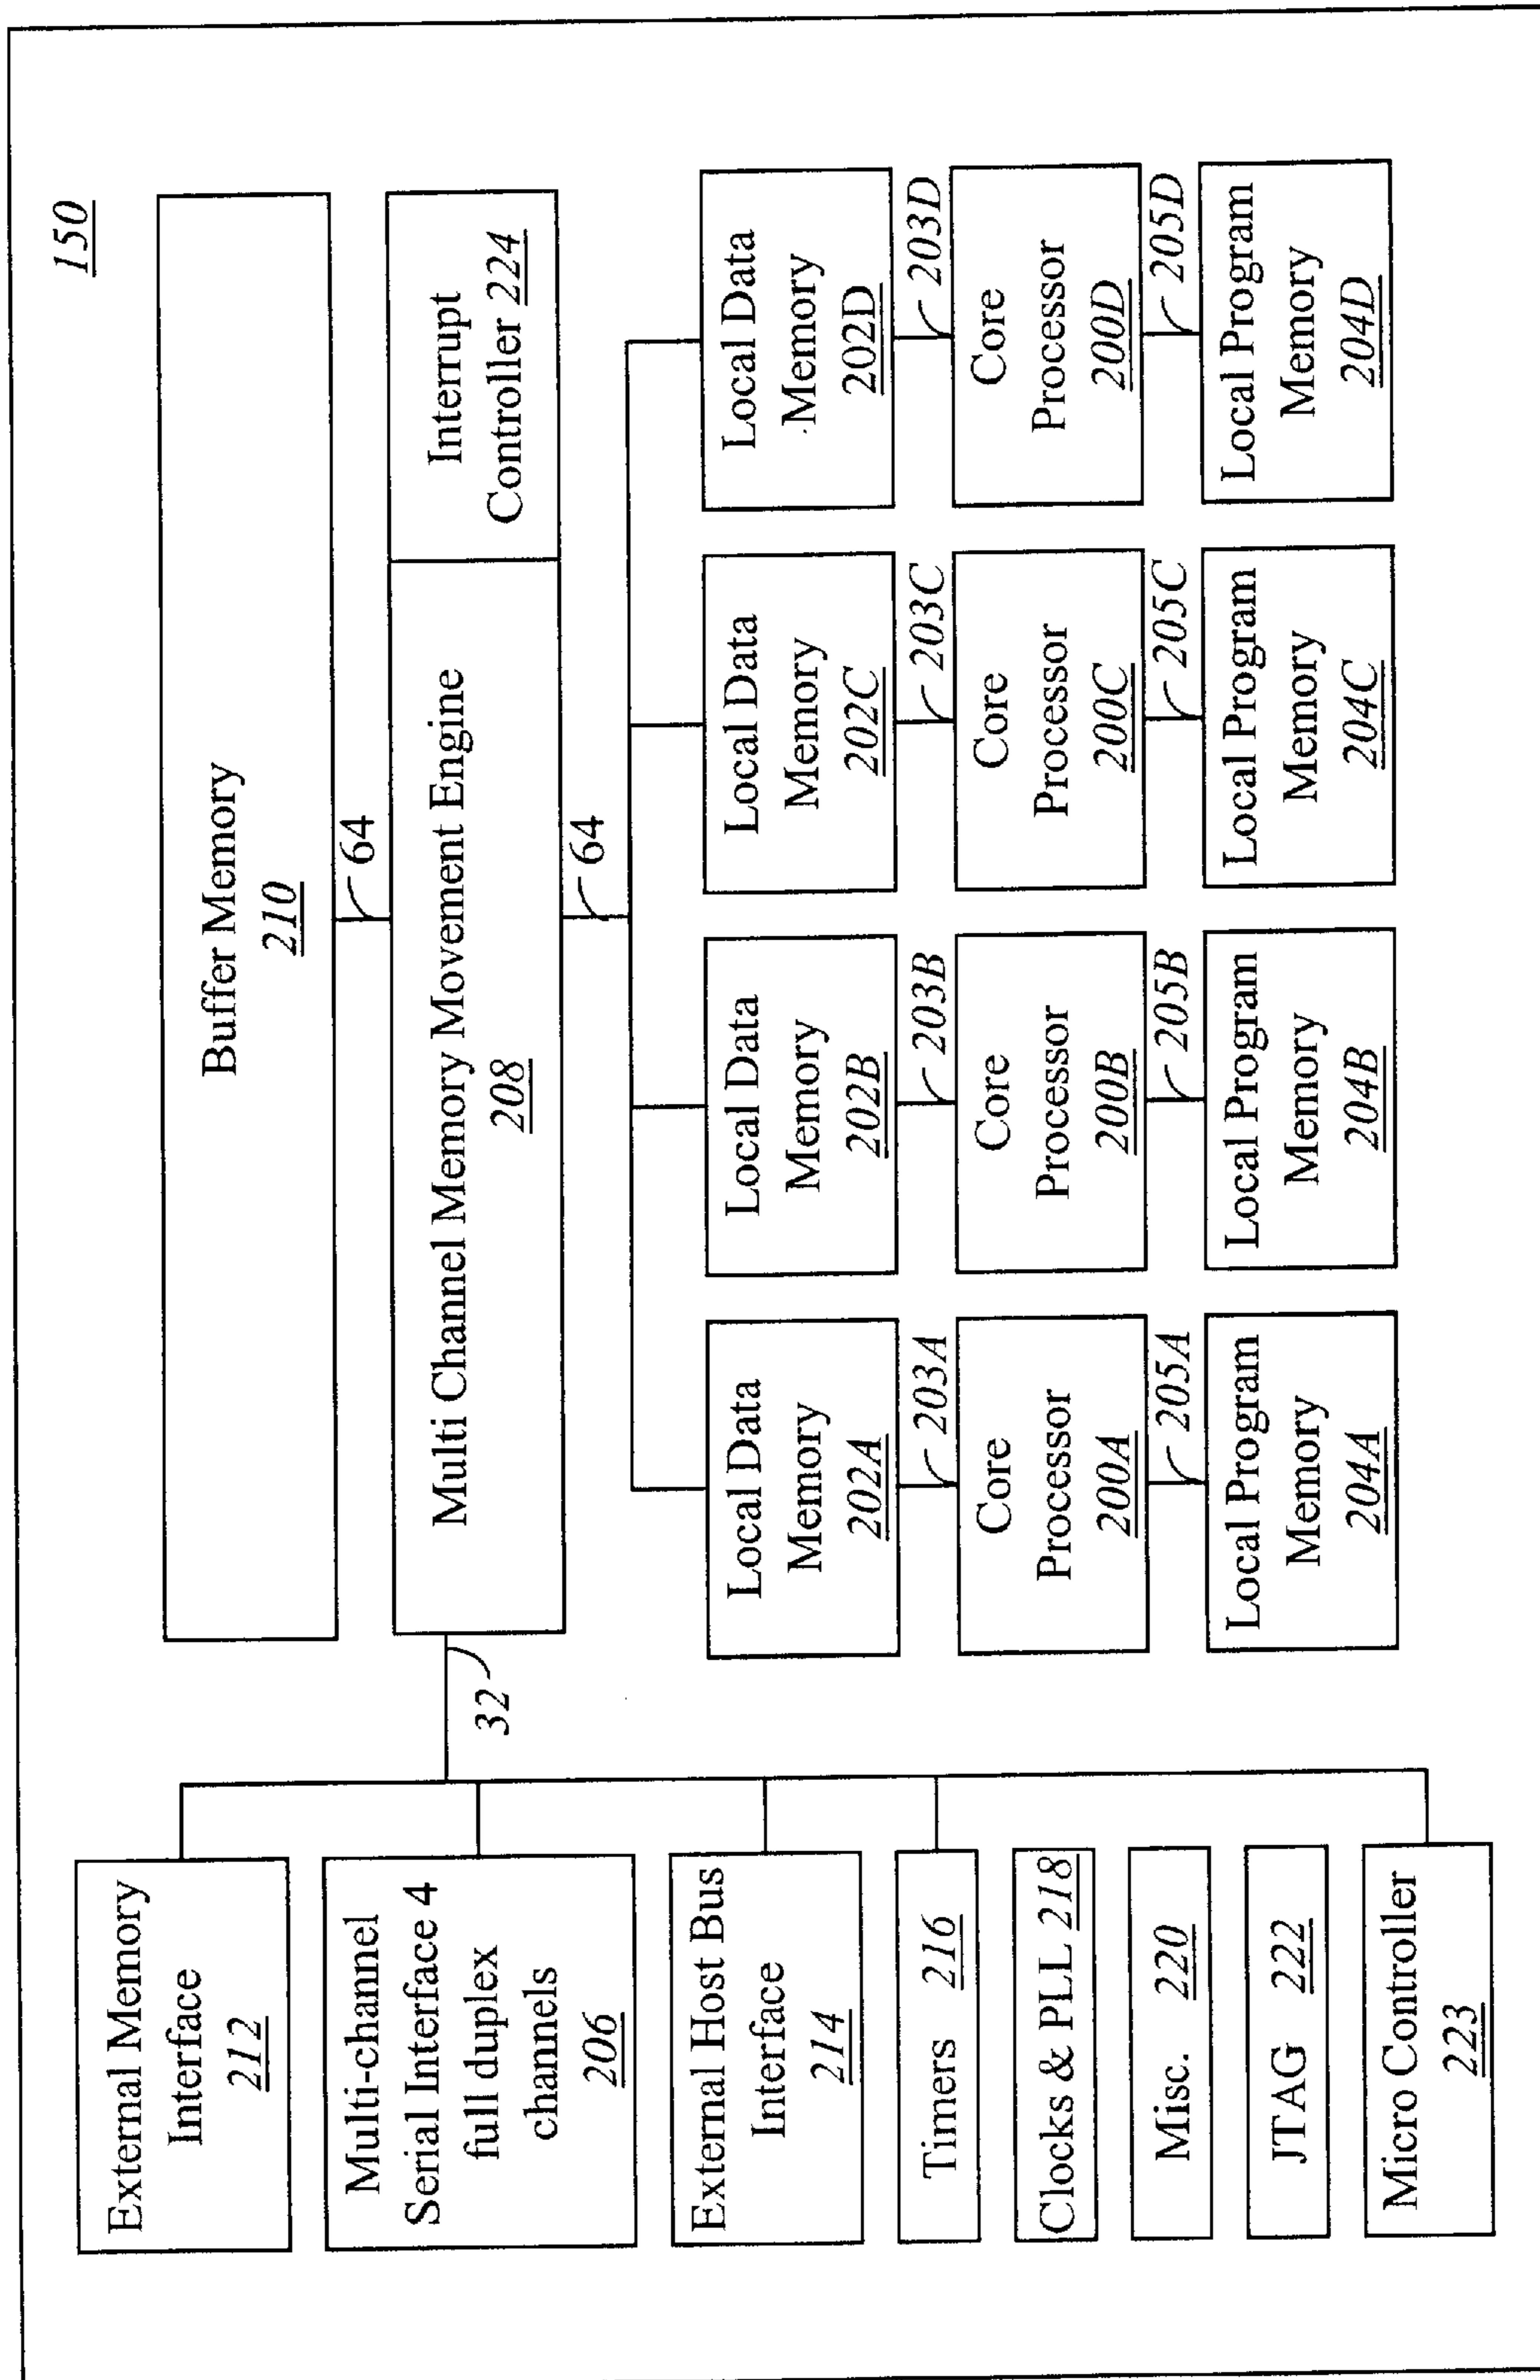 150
Buffer Memory
210
64
Multi Channel Memory Movement Engine
208
Interrupt
Controller 224
32
64
External Memory
Interface
212
Multi-channel
Serial Interface 4
full duplex
channels
206
External Host Bus
Interface
214
Timers 216
Clocks & PLL 218
Misc. 220
JTAG 222
Micro Controller
223
Local Data
Memory
202A
203A
Core
Processor
200A
205A
Local Program
Memory
204A
Local Data
Memory
202B
203B
Core
Processor
200B
205B
Local Program
Memory
204B
Local Data
Memory
202C
203C
Core
Processor
200C
205C
Local Program
Memory
204C
Local Data
Memory
202D
203D
Core
Processor
200D
205D
Local Program
Memory
204D